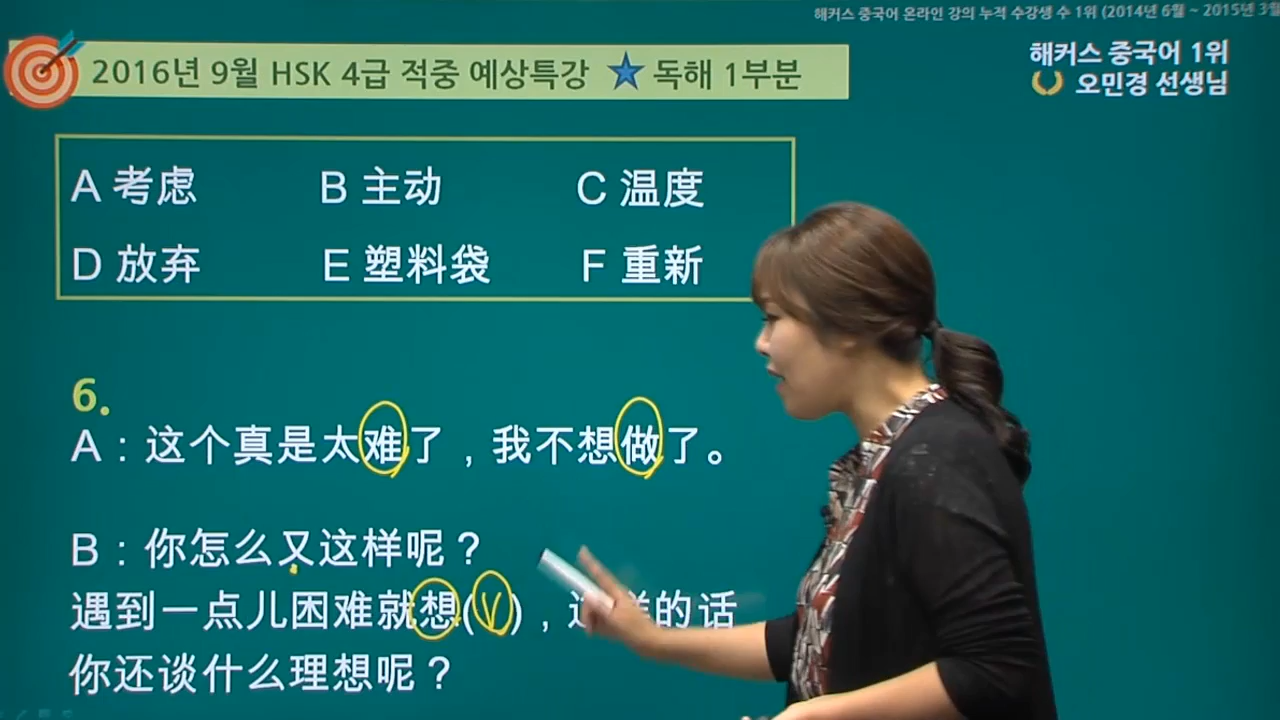 해커스 중국어 온라인 강의 누적 수강생 수 1위 (2014년 6월 ~ 2015년 3월
2016년 9월 HSK 4급 적중 예상특강 ★ 독해 1부분
해커스 중국어 1위
오민경 선생님
A 考虑 B 主动 C 温度
D 放弃 E 塑料袋 F 重新
6.
A：这个真是太难了，我不想做了。
B：你怎么又这样呢？
遇到一点儿困难就想(V)，这样的话
你还谈什么理想呢？